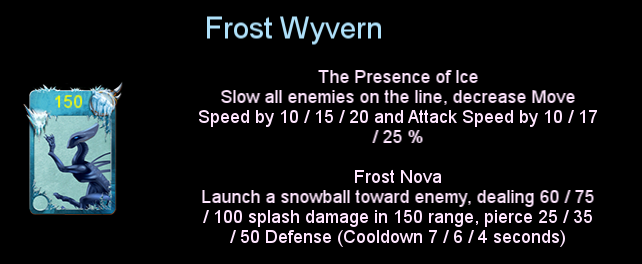 Frost Wyvern
150
The Presence of Ice
Slow all enemies on the line, decrease Move
Speed by 10 / 15 / 20 and Attack Speed by 10 / 17
/ 25 %
Frost Nova
Launch a snowball toward enemy, dealing 60 / 75
/ 100 splash damage in 150 range, pierce 25 / 35
/ 50 Defense (Cooldown 7 / 6 / 4 seconds)